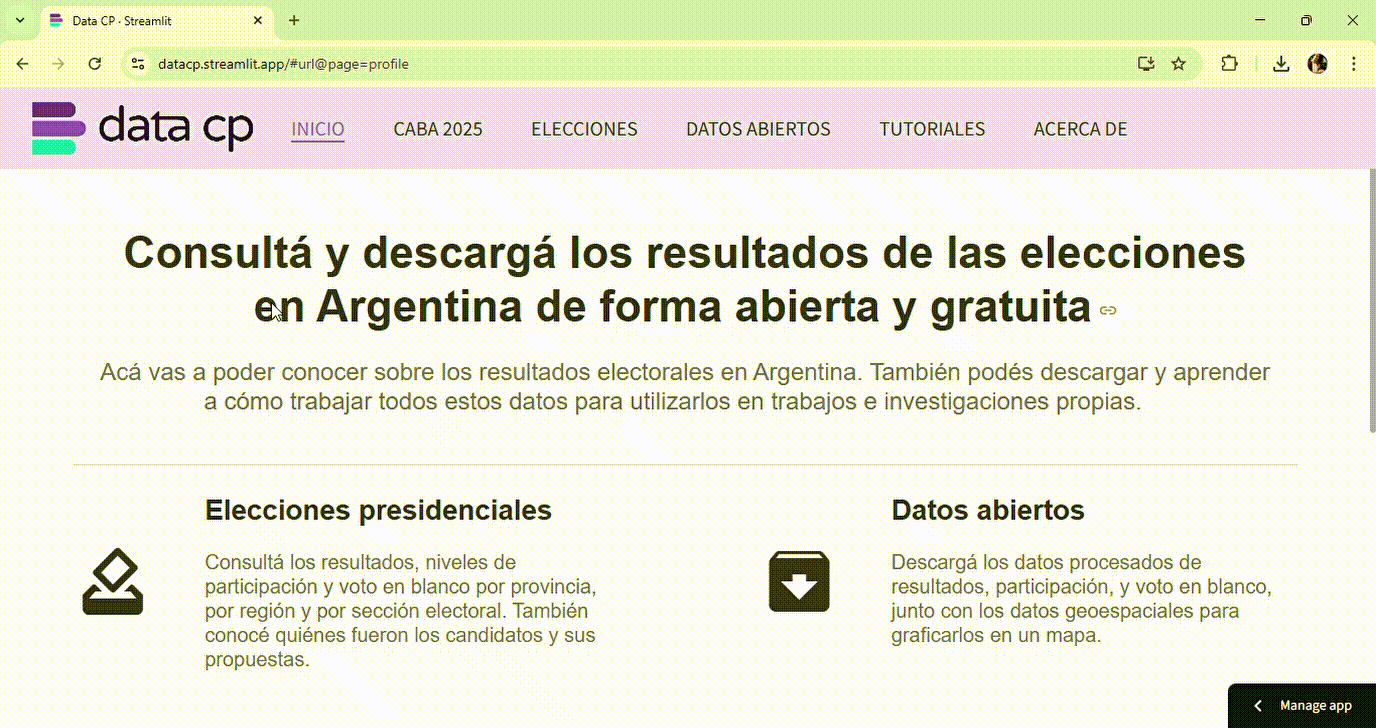 Data CP · Streamlit
datacp.streamlit.app/#url@page=profile
data cp
INICIO
CABA 2025
ELECCIONES
DATOS ABIERTOS
TUTORIALES
ACERCA DE
Consultá y descargá los resultados de las elecciones
en Argentina de forma abierta y gratuita
Acá vas a poder conocer sobre los resultados electorales en Argentina. También podés descargar y aprender
a cómo trabajar todos estos datos para utilizarlos en trabajos e investigaciones propias.
Elecciones presidenciales
Consultá los resultados, niveles de
participación y voto en blanco por provincia,
por región y por sección electoral. También
conocé quiénes fueron los candidatos y sus
propuestas.
Datos abiertos
Descargá los datos procesados de
resultados, participación, y voto en blanco,
junto con los datos geoespaciales para
graficarlos en un mapa.
Manage app